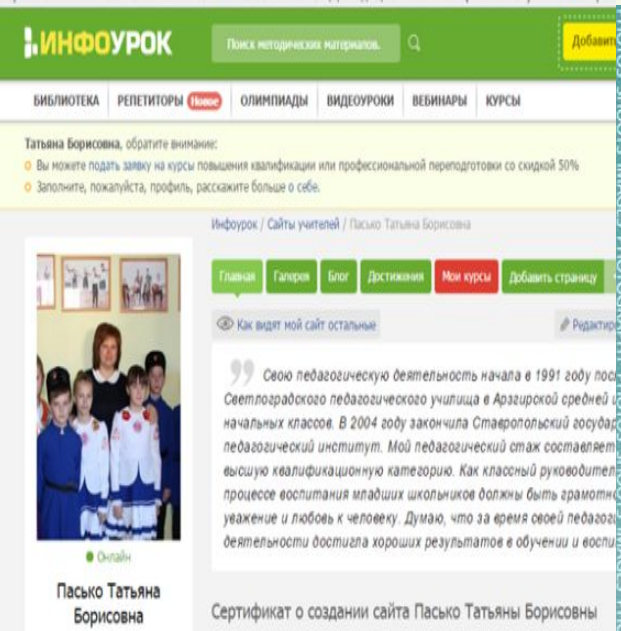 ИНФОУРОК
Поиск методических материалов.
Добавить
БИБЛИОТЕКА РЕПЕТИТОРЫ Новое ОЛИМПИАДЫ ВИДЕОУРОКИ ВЕБИНАРЫ КУРСЫ
Татьяна Борисовна, обратите внимание:
Вы можете подать заявку на курсы повышения квалификации или профессиональной переподготовки со скидкой 50%
Заполните, пожалуйста, профиль, расскажите больше о себе.
Инфоурок / Сайты учителей / Пасько Татьяна Борисовна
Главная Галерея Блог Достижения Мои курсы Добавить страницу
Как видят мой сайт остальные Редактир
Свою педагогическую деятельность начала в 1991 году посл
Светлоградского педагогического училища в Арзгирской средней
начальных классов. В 2004 году закончила Ставропольский государ
педагогический институт. Мой педагогический стаж составляет
высшую квалификационную категорию. Как классный руководител
процессе воспитания младших школьников должны быть грамотн
уважение и любовь к человеку. Думаю, что за время своей педагог
деятельности достигла хороших результатов в обучении и воспи
Онлайн
Пасько Татьяна
Борисовна
Сертификат о создании сайта Пасько Татьяны Борисовны